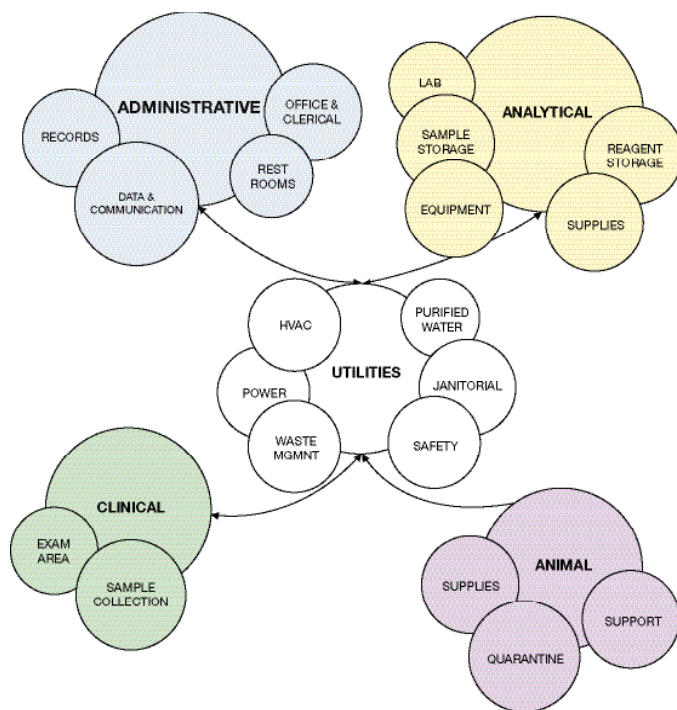 ADMINISTRATIVE
OFFICE &
CLERICAL
RECORDS
REST
ROOMS
DATA &
COMMUNICATION
LAB
ANALYTICAL
SAMPLE
STORAGE
REAGENT
STORAGE
EQUIPMENT
SUPPLIES
HVAC
PURIFIED
WATER
UTILITIES
POWER
JANITORIAL
WASTE
MGMNT
SAFETY
CLINICAL
EXAM
AREA
SAMPLE
COLLECTION
ANIMAL
SUPPLIES
SUPPORT
QUARANTINE